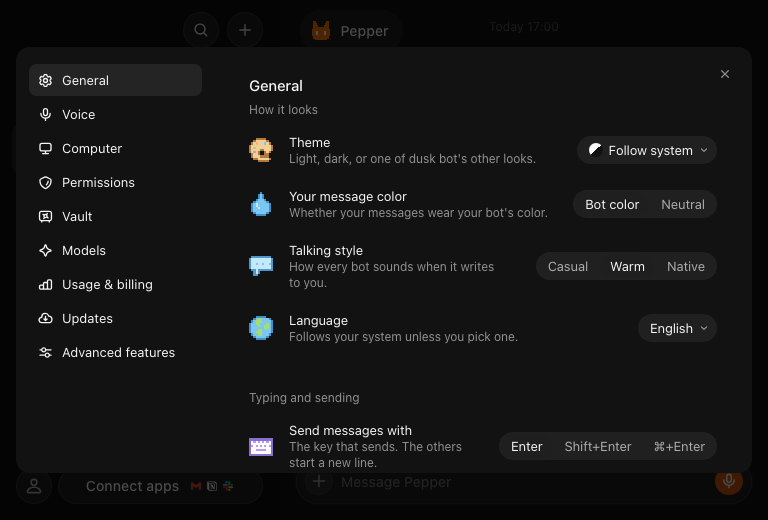 Pepper
Today 17:00
General
Voice
Computer
Permissions
Vault
Models
Usage & billing
Updates
Advanced features
General
How it looks
Theme
Light, dark, or one of dusk bot's other looks.
Follow system
Your message color
Whether your messages wear your bot's color.
Bot color Neutral
Talking style
How every bot sounds when it writes
to you.
Casual Warm Native
Language
Follows your system unless you pick one.
English
Typing and sending
Send messages with
The key that sends. The others
start a new line.
Enter Shift+Enter ⌘+Enter
Connect apps
Message Pepper